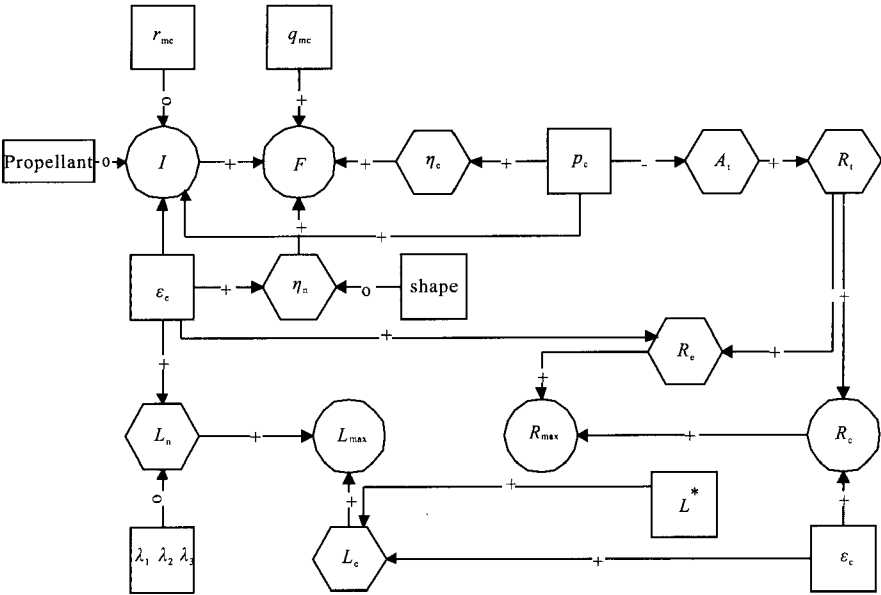 r_mc
q_mc
o
+
Propellant
o
I
+
F
+
η_c
+
p_c
-
A_t
+
R_t
+
+
ε_e
+
η_n
o
shape
+
+
R_e
+
+
+
L_n
+
L_max
R_max
+
R_c
o
+
+
L*
+
λ_1 λ_2 λ_3
L_c
+
ε_c